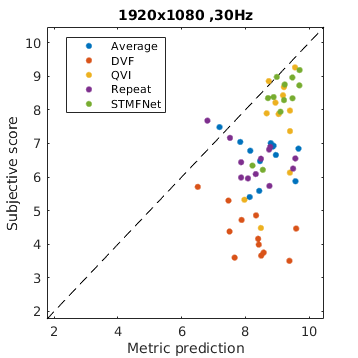 1920x1080 ,30Hz
10
9
8
7
6
5
4
3
2
Subjective score
Average
DVF
QVI
Repeat
STMFNet
2 4 6 8 10
Metric prediction